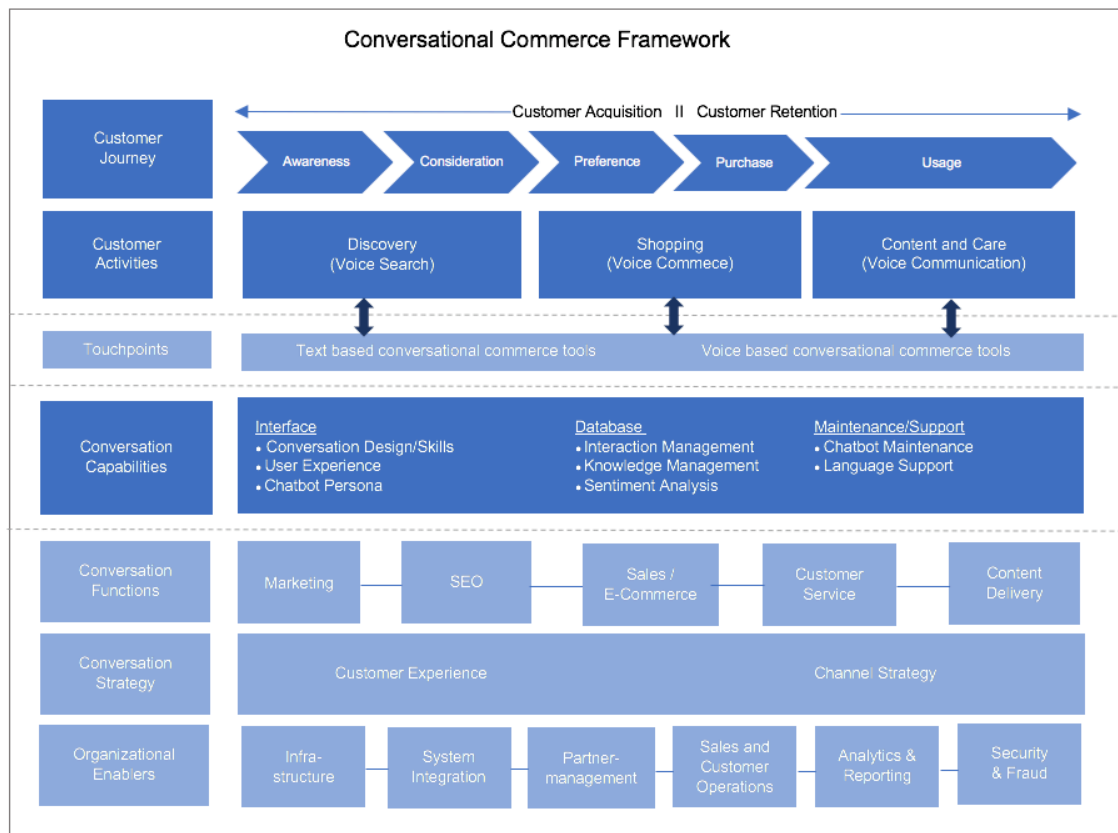 Conversational Commerce Framework
Customer Acquisition II Customer Retention
Customer
Journey
Awareness
Consideration
Preference
Purchase
Usage
Customer
Activities
Discovery
(Voice Search)
Shopping
(Voice Commece)
Content and Care
(Voice Communication)
Touchpoints
Text based conversational commerce tools
Voice based conversational commerce tools
Conversation
Capabilities
Interface
• Conversation Design/Skills
• User Experience
• Chatbot Persona
Database
• Interaction Management
• Knowledge Management
• Sentiment Analysis
Maintenance/Support
• Chatbot Maintenance
• Language Support
Conversation
Functions
Marketing
SEO
Sales /
E-Commerce
Customer
Service
Content
Delivery
Conversation
Strategy
Customer Experience
Channel Strategy
Organizational
Enablers
Infra-
structure
System
Integration
Partner-
management
Sales and
Customer
Operations
Analytics &
Reporting
Security
& Fraud